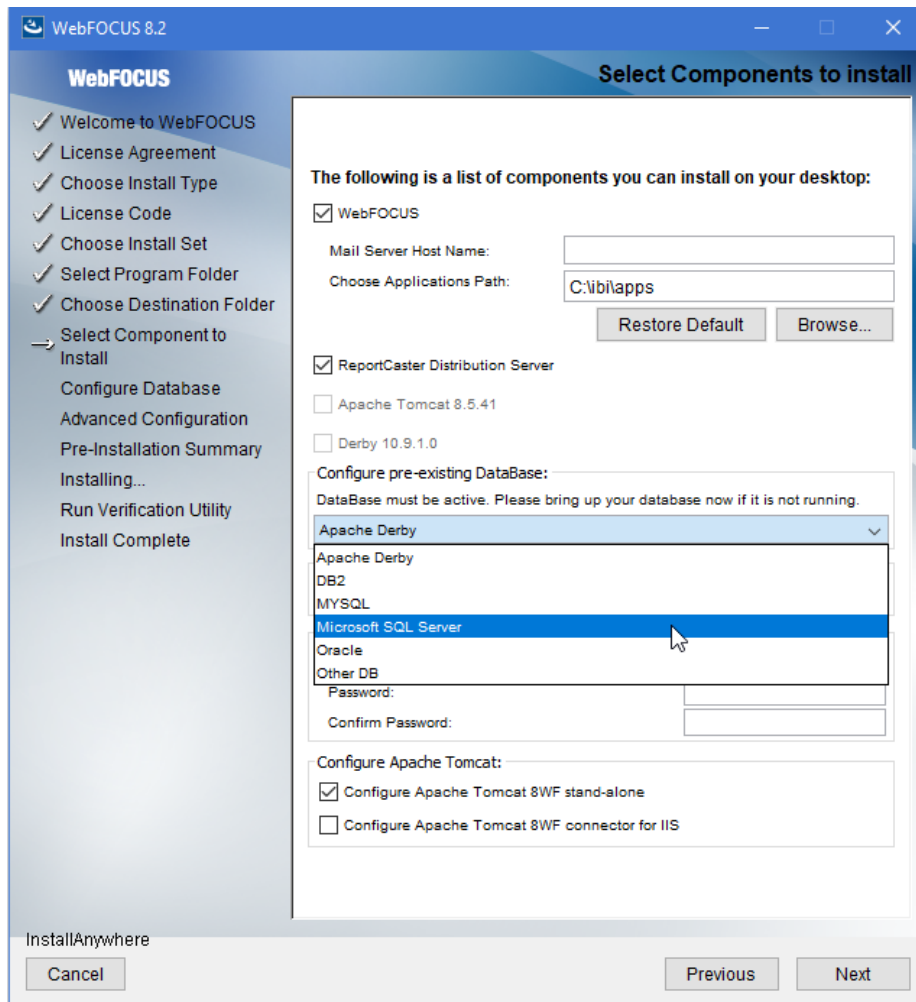 WebFOCUS 8.2
WebFOCUS
Select Components to install
Welcome to WebFOCUS
License Agreement
Choose Install Type
License Code
Choose Install Set
Select Program Folder
Choose Destination Folder
Select Component to
Install
Configure Database
Advanced Configuration
Pre-Installation Summary
Installing...
Run Verification Utility
Install Complete
The following is a list of components you can install on your desktop:
WebFOCUS
Mail Server Host Name:
Choose Applications Path:
C:\ibi\apps
Restore Default
Browse...
ReportCaster Distribution Server
Apache Tomcat 8.5.41
Derby 10.9.1.0
Configure pre-existing DataBase:
DataBase must be active. Please bring up your database now if it is not running.
Apache Derby
Apache Derby
DB2
MYSQL
Microsoft SQL Server
Oracle
Other DB
Password:
Confirm Password:
Configure Apache Tomcat:
Configure Apache Tomcat 8WF stand-alone
Configure Apache Tomcat 8WF connector for IIS
InstallAnywhere
Cancel
Previous
Next